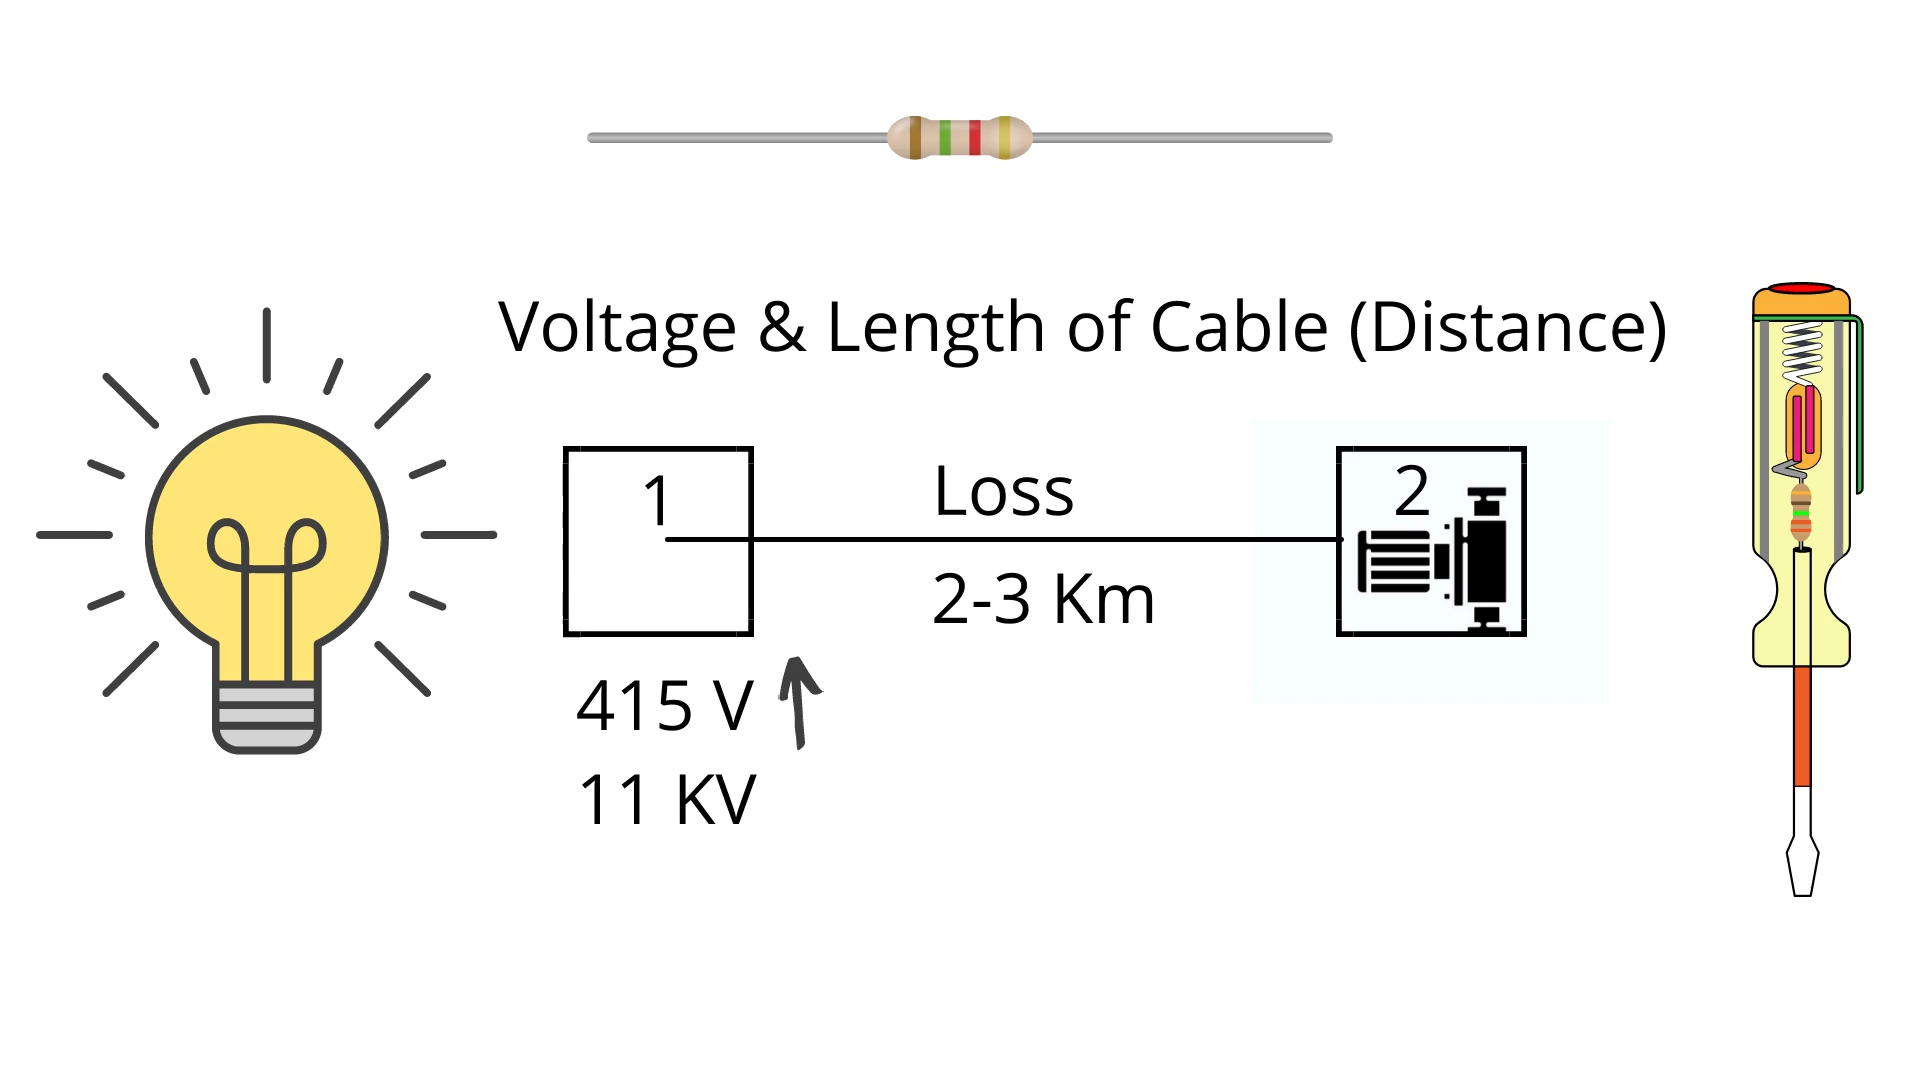 Voltage & Length of Cable (Distance)
1
Loss
2
2-3 Km
415 V
11 KV